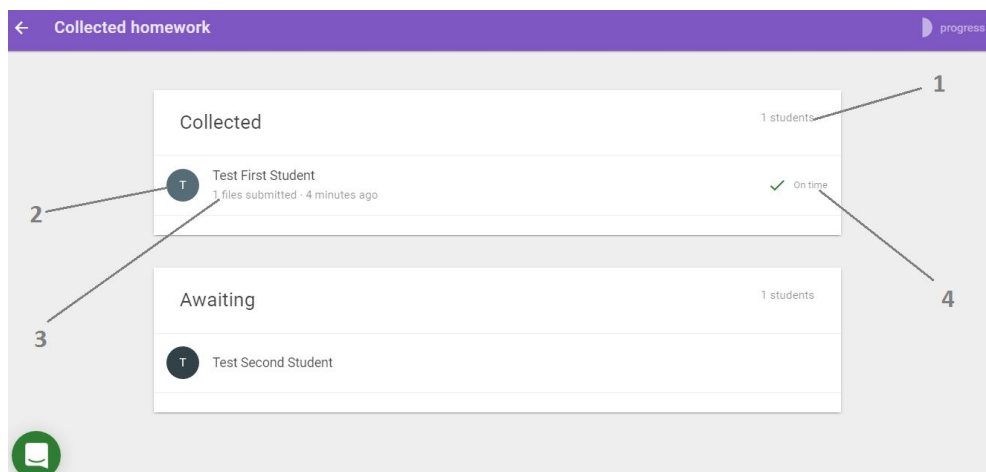 Collected homework
progress
1
Collected
1 students
T
Test First Student
1 files submitted · 4 minutes ago
On time
2
3
4
Awaiting
1 students
T
Test Second Student